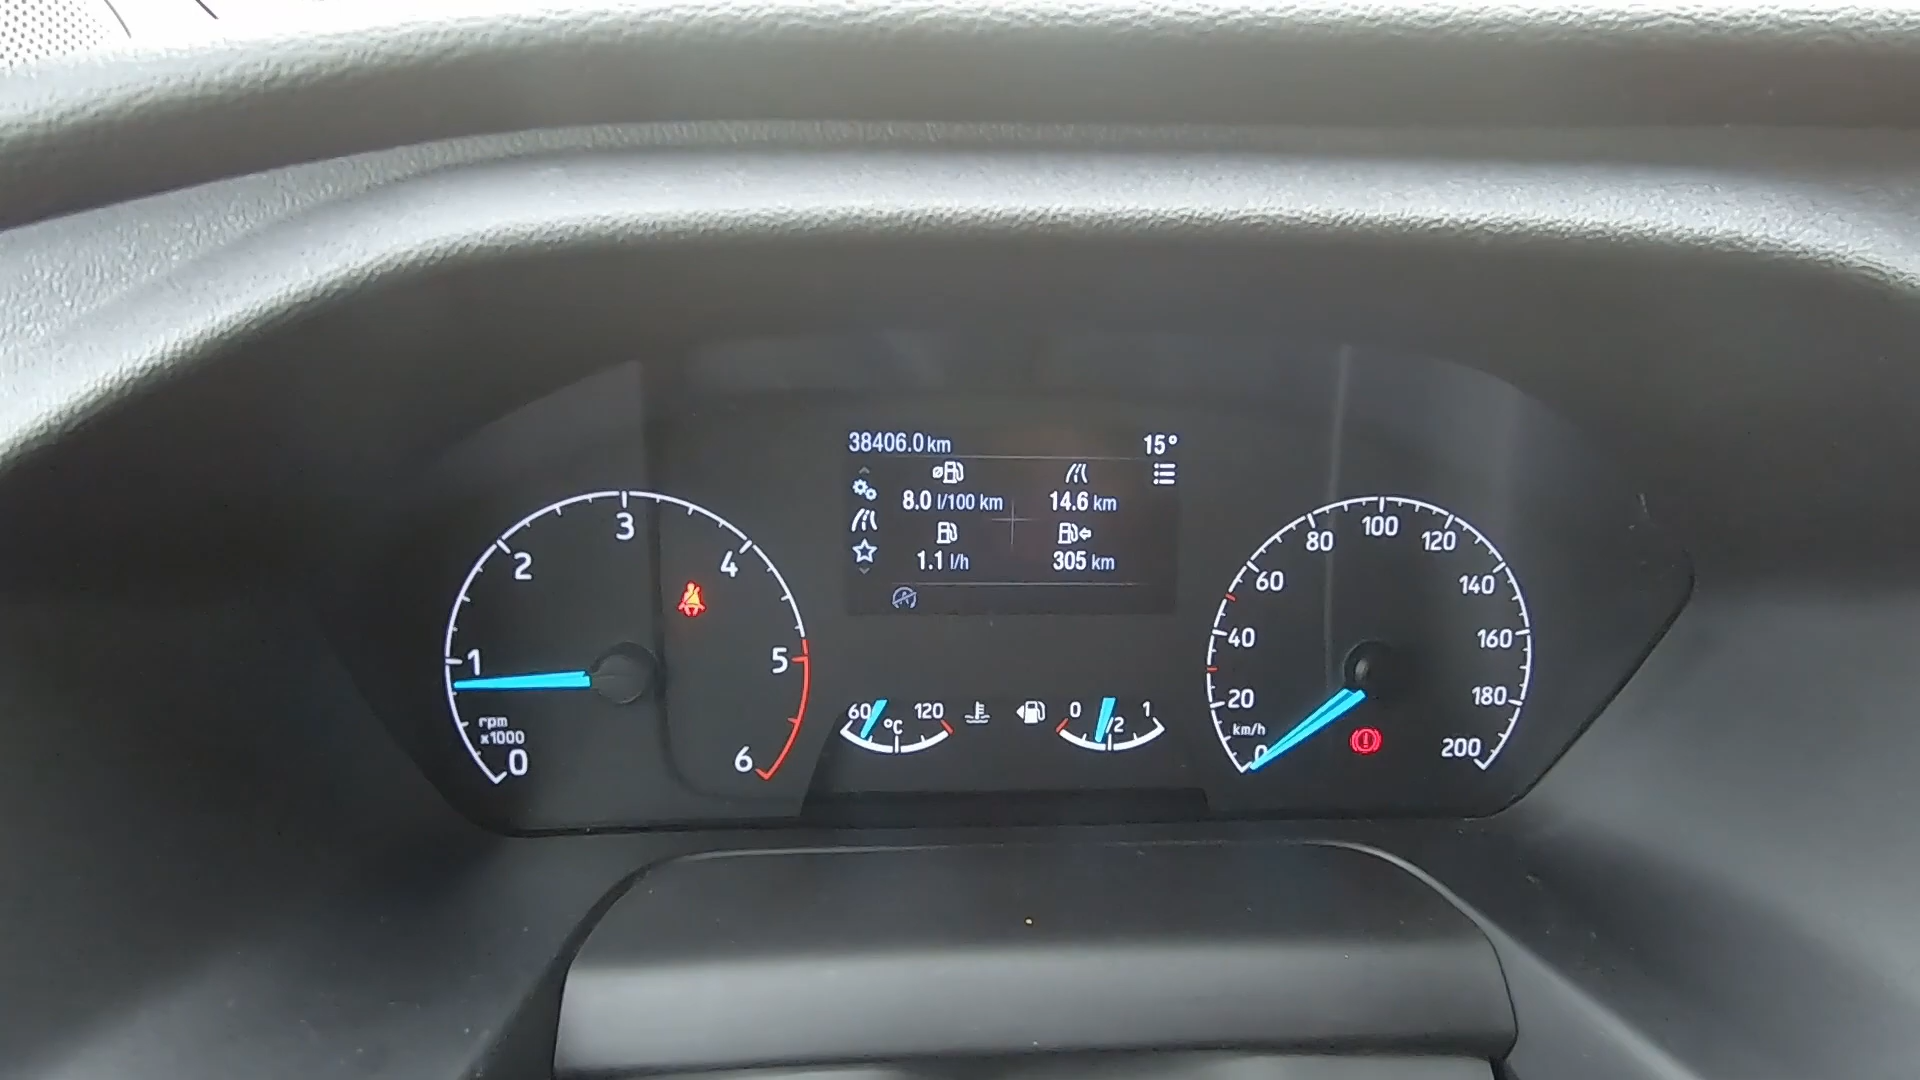 38406.0 km 15°
8.0 l/100 km 14.6 km
1.1 l/h 305 km
0 1 2 3 4 5 6
rpm
x1000
60 120
°C
0 1/2 1
0 20 40 60 80 100 120 140 160 180 200
km/h